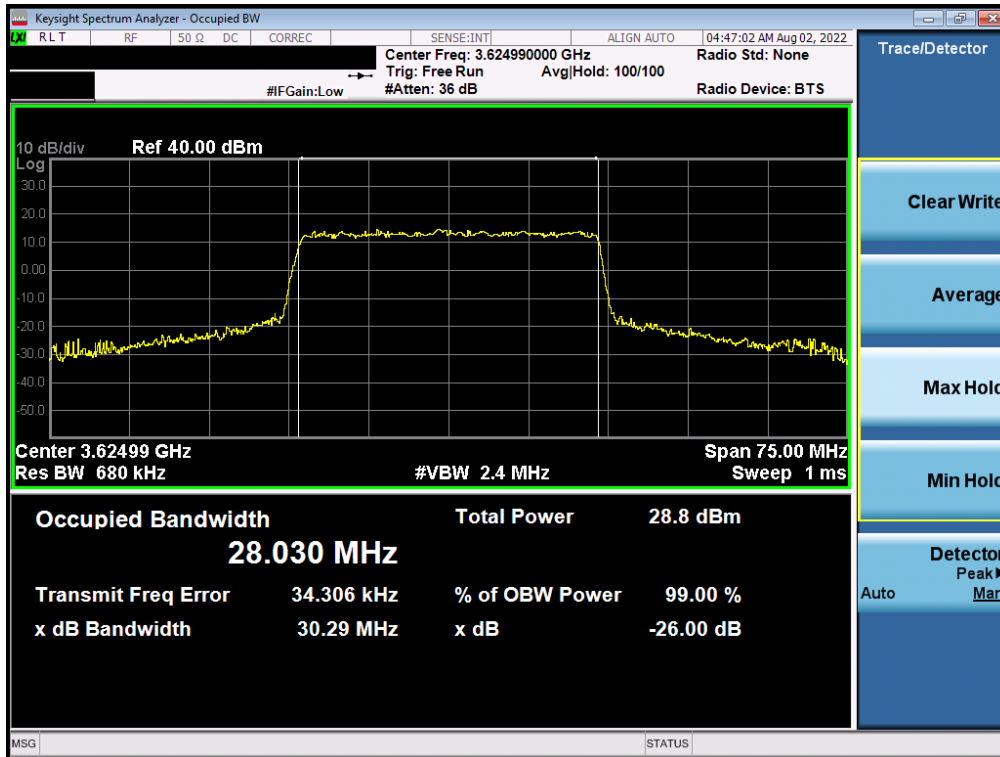 Keysight Spectrum Analyzer - Occupied BW
LXI RLT RF 50 Ω DC CORREC SENSE:INT ALIGN AUTO 04:47:02 AM Aug 02, 2022
Center Freq: 3.624990000 GHz Radio Std: None
Trig: Free Run Avg|Hold: 100/100
#IFGain:Low #Atten: 36 dB Radio Device: BTS
10 dB/div Ref 40.00 dBm
Log
30.0
20.0
10.0
0.00
-10.0
-20.0
-30.0
-40.0
-50.0
Center 3.62499 GHz Span 75.00 MHz
Res BW 680 kHz #VBW 2.4 MHz Sweep 1 ms
Occupied Bandwidth Total Power 28.8 dBm
28.030 MHz
Transmit Freq Error 34.306 kHz % of OBW Power 99.00 %
x dB Bandwidth 30.29 MHz x dB -26.00 dB
MSG STATUS
Trace/Detector
Clear Write
Average
Max Hold
Min Hold
Detector
Peak
Auto Man